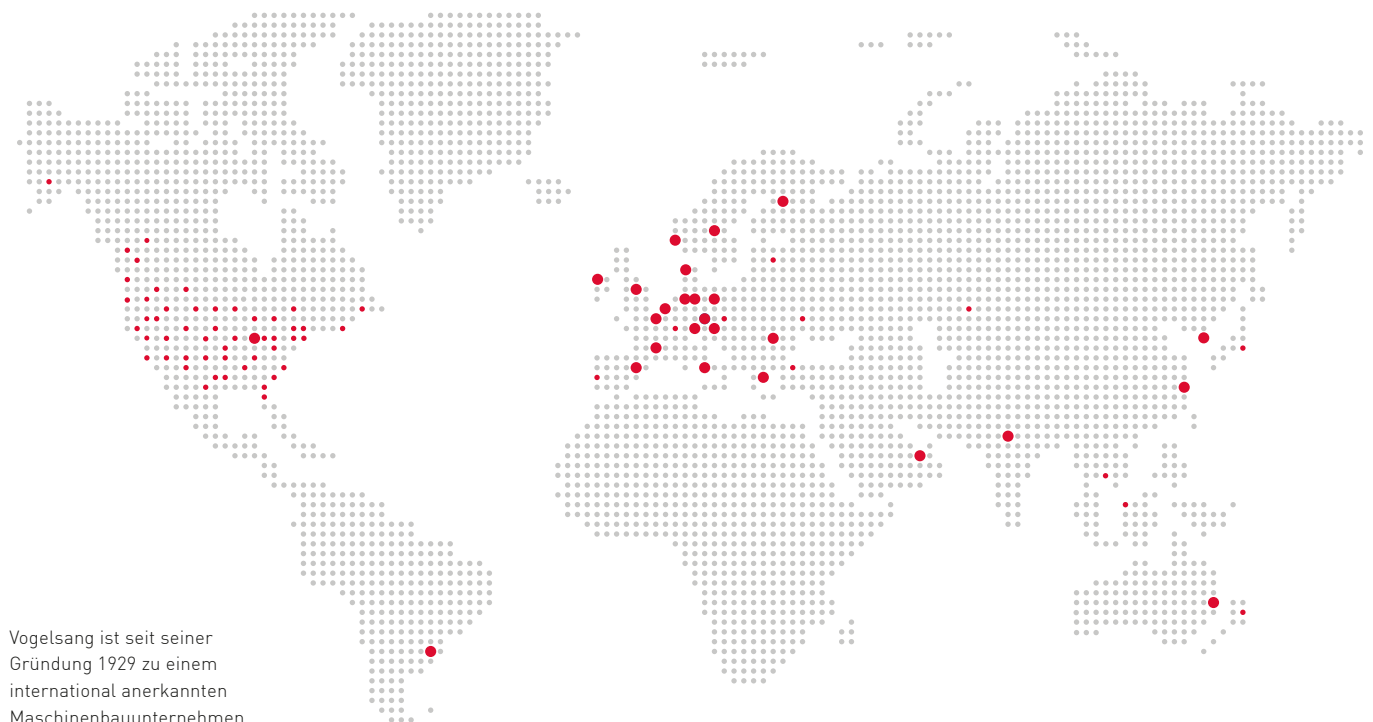 Vogelsang ist seit seiner
Gründung 1929 zu einem
international anerkannten
Maschinenbauunternehmen